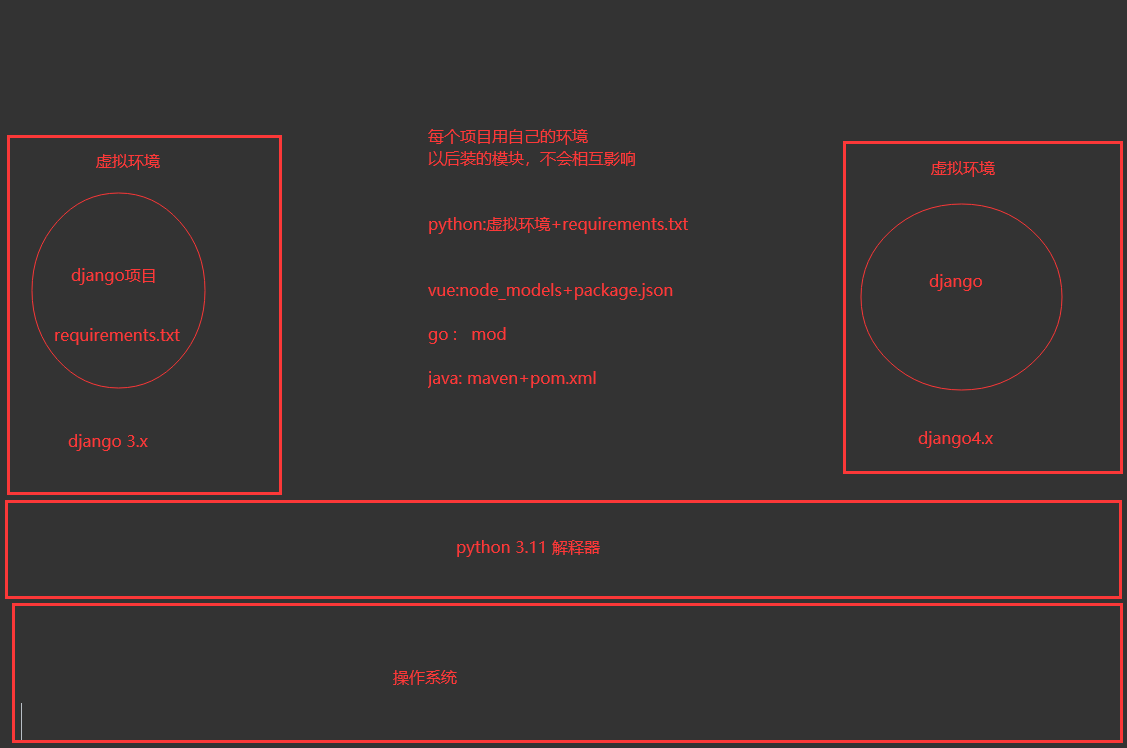 虚拟环境
django项目
requirements.txt
django 3.x
每个项目用自己的环境
以后装的模块，不会相互影响
python:虚拟环境+requirements.txt
vue:node_models+package.json
go： mod
java: maven+pom.xml
虚拟环境
django
django4.x
python 3.11 解释器
操作系统